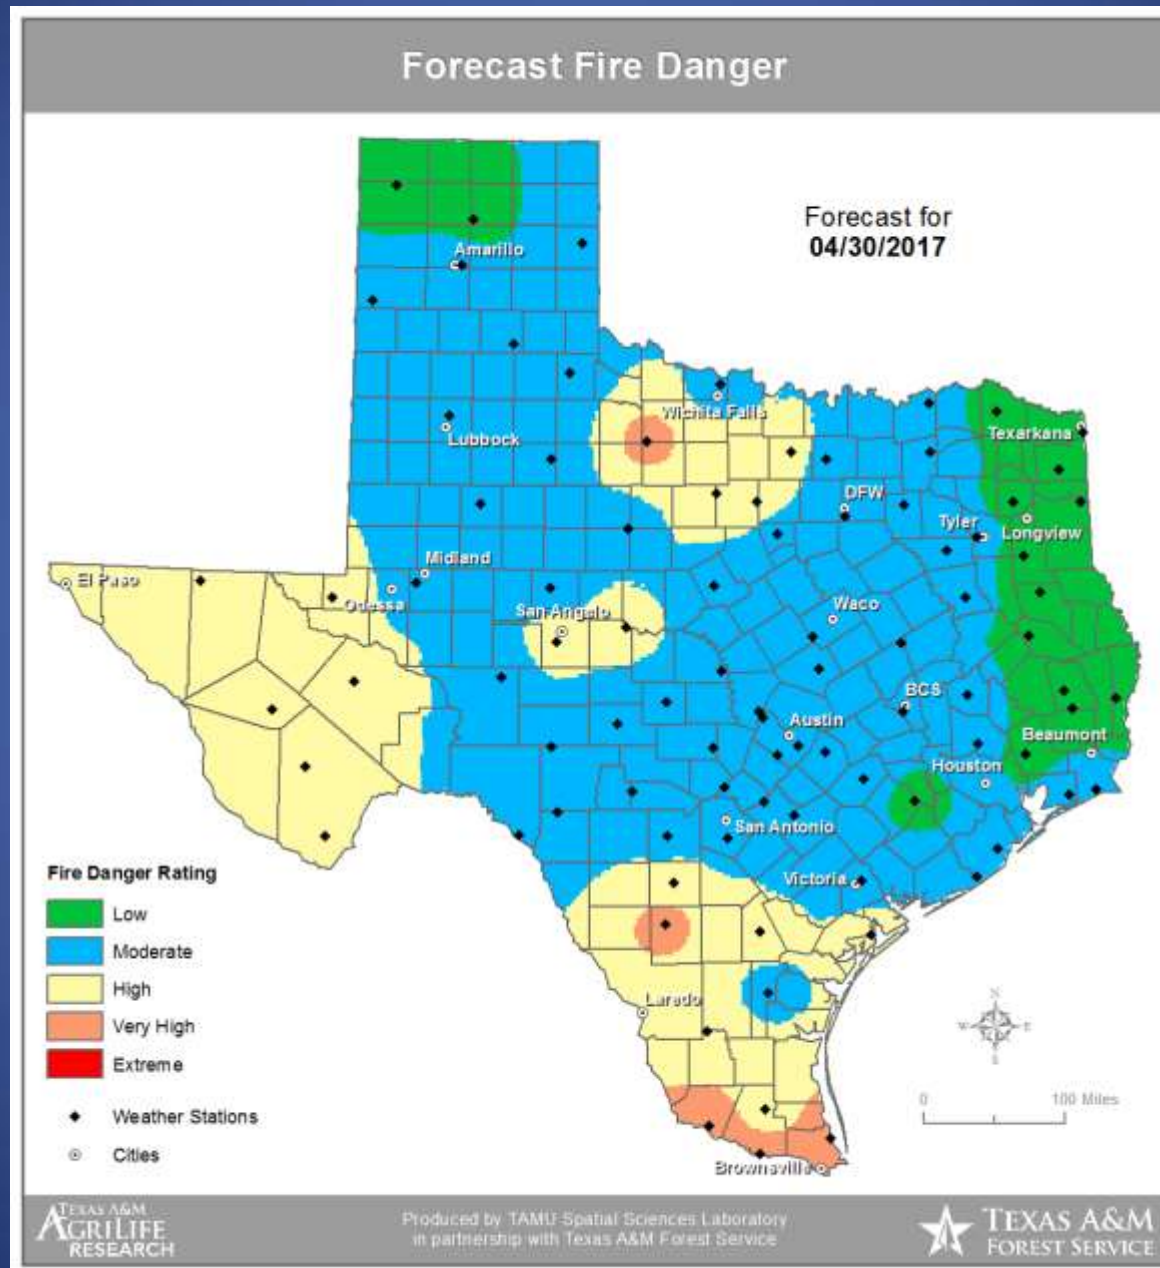 Forecast Fire Danger
Forecast for
04/30/2017
Amarillo
Wichita Falls
Lubbock
Texarkana
DFW
Tyler
Longview
Midland
El Paso
Odessa
San Angelo
Waco
BCS
Austin
Beaumont
Houston
San Antonio
Victoria
Fire Danger Rating
Low
Moderate
High
Very High
Extreme
Weather Stations
Cities
Laredo
N
W E
S
0 100 Miles
Brownsville
TEXAS A&M
AGRILIFE
RESEARCH
Produced by TAMU Spatial Sciences Laboratory
in partnership with Texas A&M Forest Service
TEXAS A&M
FOREST SERVICE